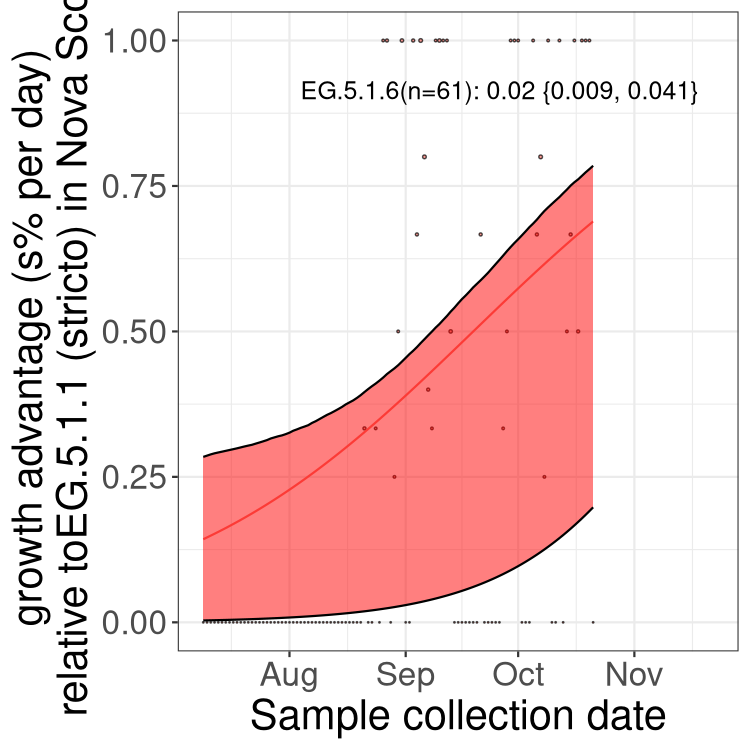 growth advantage (s% per day)
relative toEG.5.1.1 (stricto) in Nova Sco
1.00
0.75
0.50
0.25
0.00
EG.5.1.6(n=61): 0.02 {0.009, 0.041}
Aug Sep Oct Nov
Sample collection date